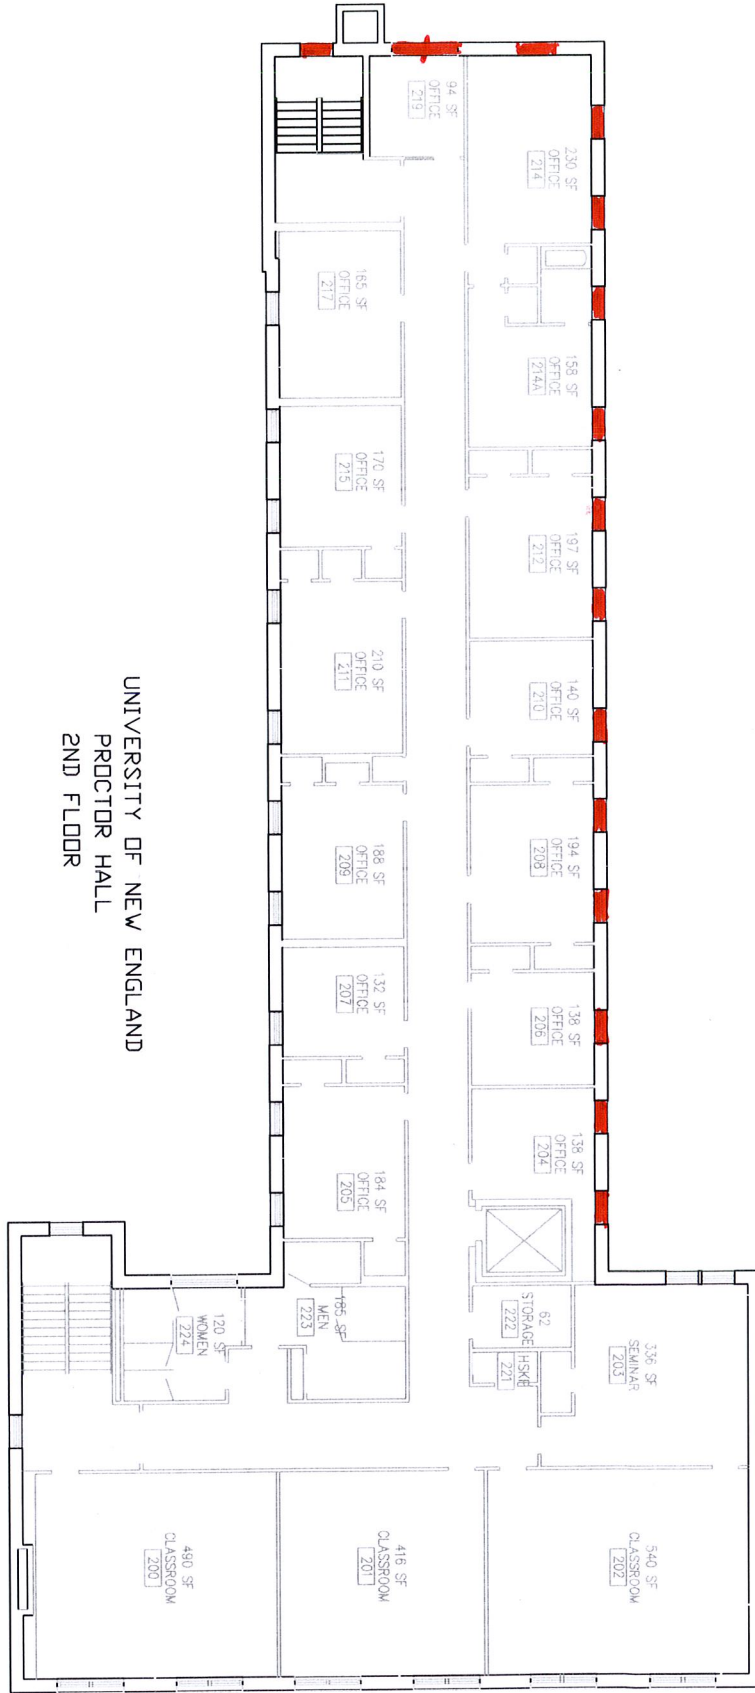 94 SF
OFFICE
219
230 SF
OFFICE
214
165 SF
OFFICE
217
158 SF
OFFICE
214A
170 SF
OFFICE
215
197 SF
OFFICE
212
210 SF
OFFICE
211
140 SF
OFFICE
210
188 SF
OFFICE
209
194 SF
OFFICE
208
132 SF
OFFICE
207
138 SF
OFFICE
206
184 SF
OFFICE
205
138 SF
OFFICE
204
120 SF
WOMEN
224
185 SF
MEN
223
62
STORAGE
222
HSKP
221
336 SF
SEMINAR
203
490 SF
CLASSROOM
200
416 SF
CLASSROOM
201
540 SF
CLASSROOM
202
UNIVERSITY OF NEW ENGLAND
PROCTOR HALL
2ND FLOOR